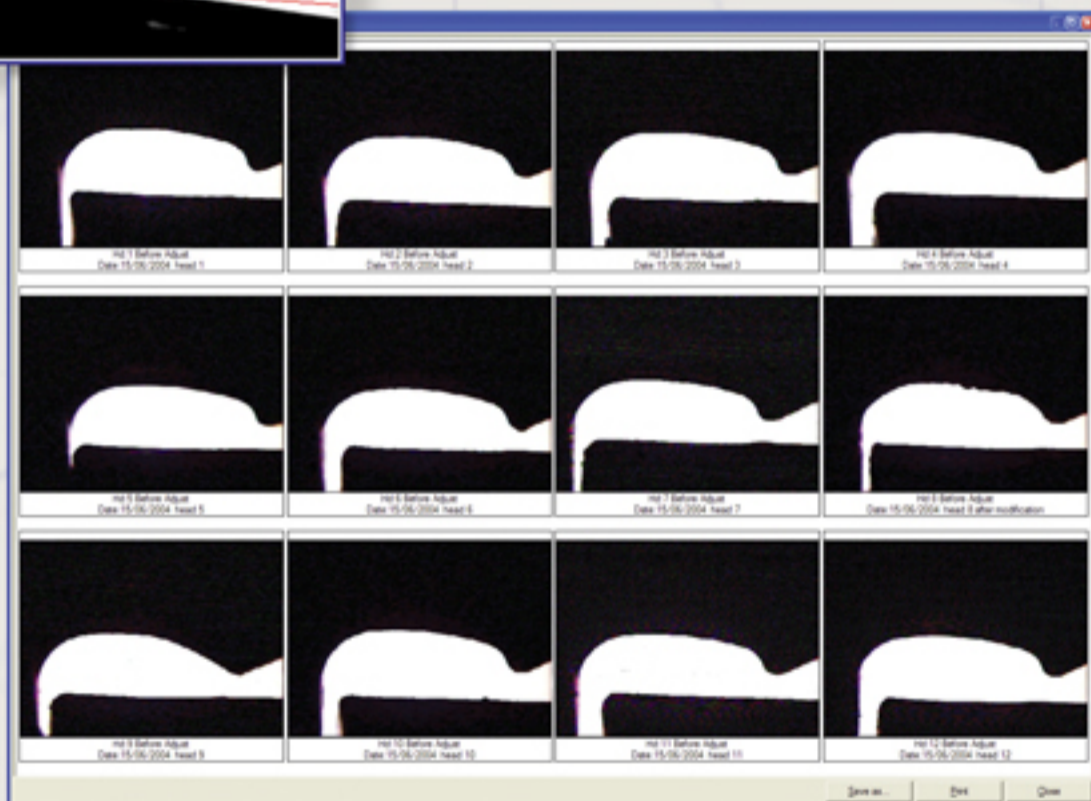 Hd 1 Before Adjust
Date:15/06/2004 head 1
Hd 2 Before Adjust
Date:15/06/2004 head 2
Hd 3 Before Adjust
Date:15/06/2004 head 3
Hd 4 Before Adjust
Date:15/06/2004 head 4
Hd 5 Before Adjust
Date:15/06/2004 head 5
Hd 6 Before Adjust
Date:15/06/2004 head 6
Hd 7 Before Adjust
Date:15/06/2004 head 7
Hd 8 Before Adjust
Date:15/06/2004 head 8 after modification
Hd 9 Before Adjust
Date:15/06/2004 head 9
Hd 10 Before Adjust
Date:15/06/2004 head 10
Hd 11 Before Adjust
Date:15/06/2004 head 11
Hd 12 Before Adjust
Date:15/06/2004 head 12
Save as... Print Close